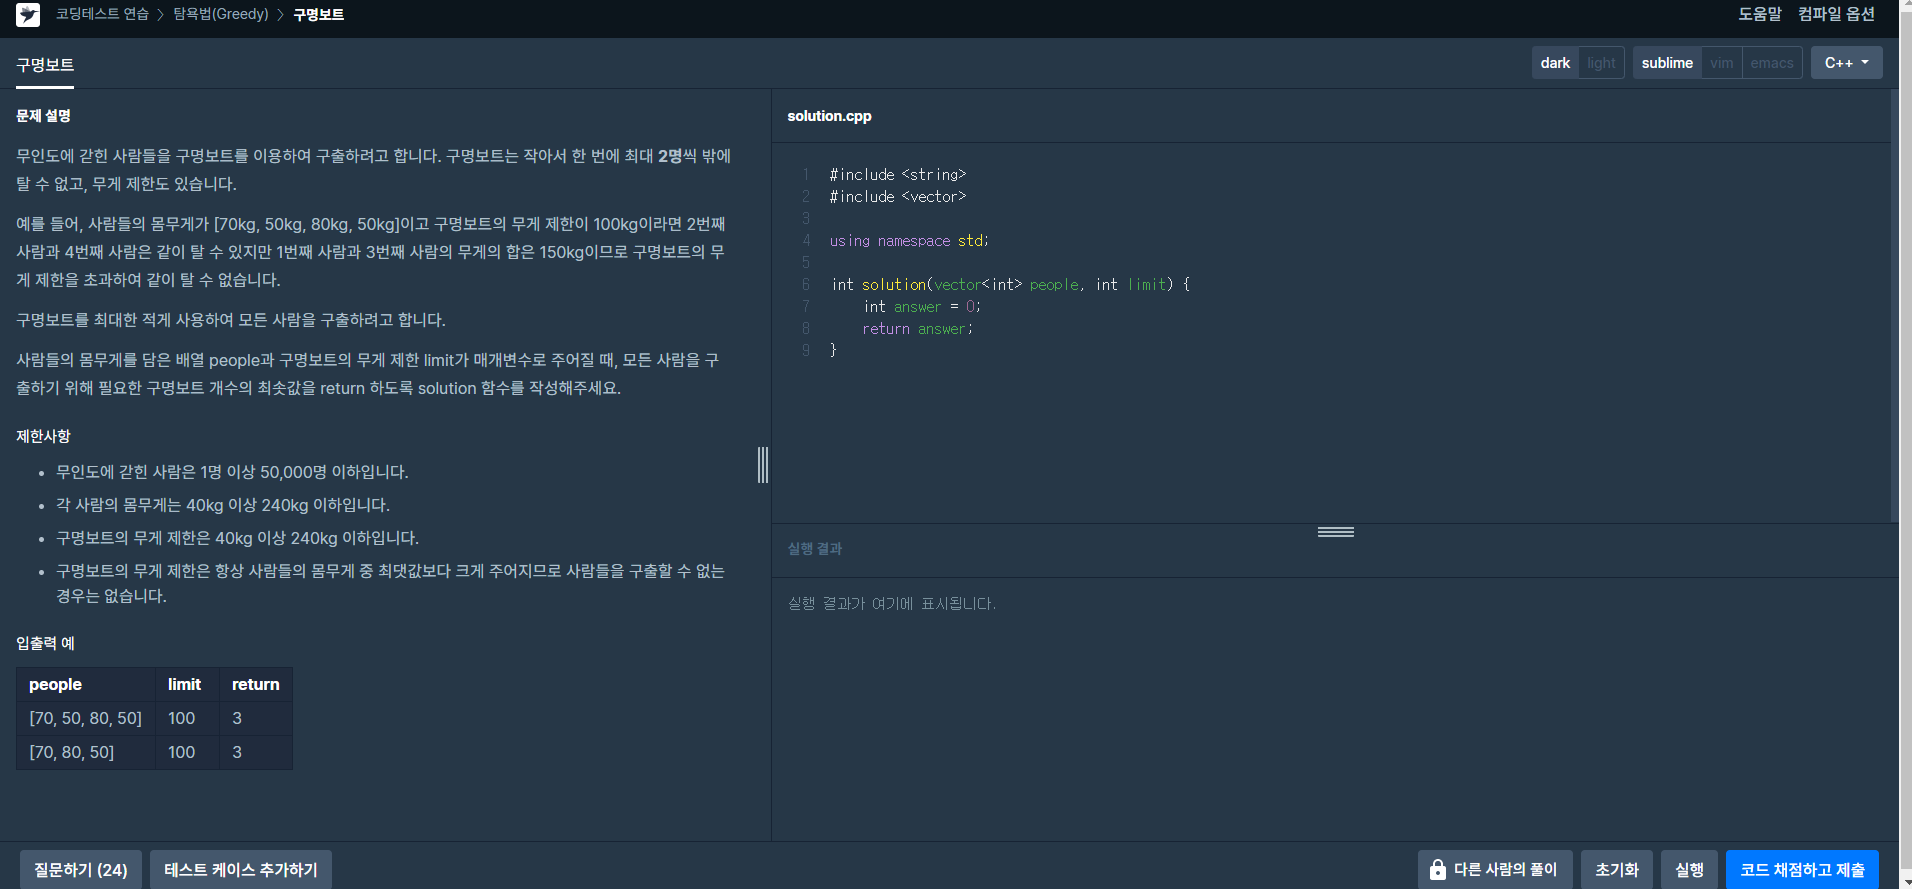 코딩테스트 연습 > 탐욕법(Greedy) > 구명보트
도움말 컴파일 옵션
구명보트
dark light sublime vim emacs C++
문제 설명
무인도에 갇힌 사람들을 구명보트를 이용하여 구출하려고 합니다. 구명보트는 작아서 한 번에 최대 2명씩 밖에
탈 수 없고, 무게 제한도 있습니다.
예를 들어, 사람들의 몸무게가 [70kg, 50kg, 80kg, 50kg]이고 구명보트의 무게 제한이 100kg이라면 2번째
사람과 4번째 사람은 같이 탈 수 있지만 1번째 사람과 3번째 사람의 무게의 합은 150kg이므로 구명보트의 무
게 제한을 초과하여 같이 탈 수 없습니다.
구명보트를 최대한 적게 사용하여 모든 사람을 구출하려고 합니다.
사람들의 몸무게를 담은 배열 people과 구명보트의 무게 제한 limit가 매개변수로 주어질 때, 모든 사람을 구
출하기 위해 필요한 구명보트 개수의 최솟값을 return 하도록 solution 함수를 작성해주세요.
제한사항
• 무인도에 갇힌 사람은 1명 이상 50,000명 이하입니다.
• 각 사람의 몸무게는 40kg 이상 240kg 이하입니다.
• 구명보트의 무게 제한은 40kg 이상 240kg 이하입니다.
• 구명보트의 무게 제한은 항상 사람들의 몸무게 중 최댓값보다 크게 주어지므로 사람들을 구출할 수 없는
경우는 없습니다.
입출력 예
people limit return
[70, 50, 80, 50] 100 3
[70, 80, 50] 100 3
solution.cpp
1 #include <string>
2 #include <vector>
3
4 using namespace std;
5
6 int solution(vector<int> people, int limit) {
7     int answer = 0;
8     return answer;
9 }
실행 결과
실행 결과가 여기에 표시됩니다.
질문하기 (24) 테스트 케이스 추가하기
다른 사람의 풀이 초기화 실행 코드 채점하고 제출